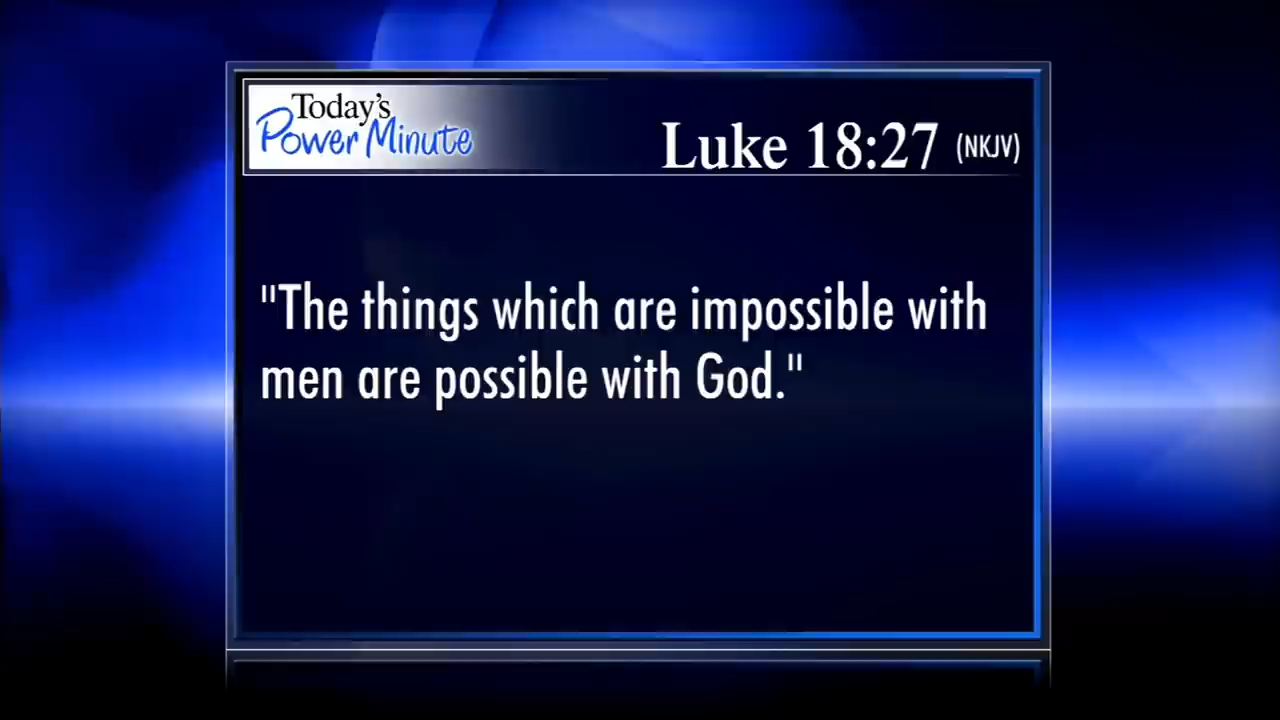 Today's
Power Minute
Luke 18:27 (NKJV)
"The things which are impossible with
men are possible with God."